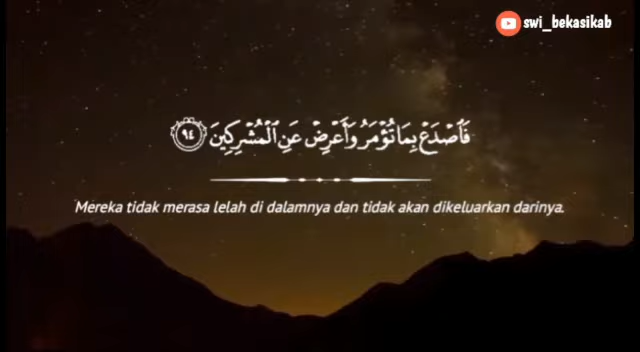 swi_bekasikab
فَٱصۡدَعۡ بِمَا تُؤۡمَرُ وَأَعۡرِضۡ عَنِ ٱلۡمُشۡرِكِينَ ٩٤
Mereka tidak merasa lelah di dalamnya dan tidak akan dikeluarkan darinya.